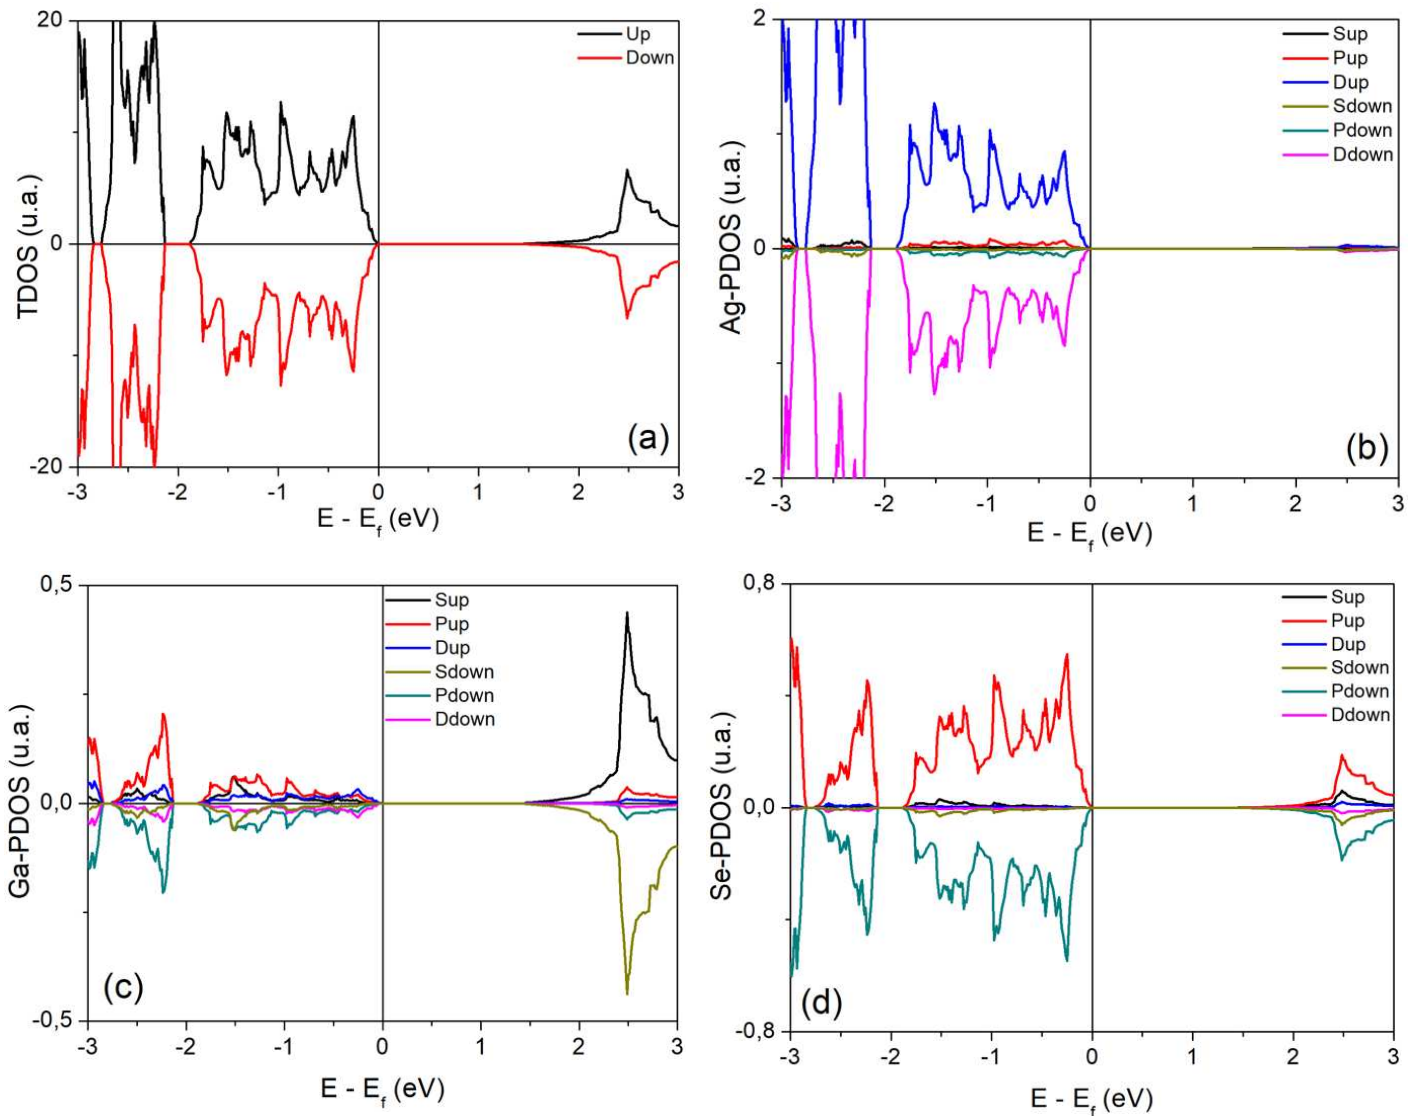 20
10
0
-20
TDOS (u.a.)
Up
Down
(a)
-3 -2 -1 0 1 2 3
E - Ef (eV)
2
1
0
-1
-2
Ag-PDOS (u.a.)
Sup
Pup
Dup
Sdown
Pdown
Ddown
(b)
-3 -2 -1 0 1 2 3
E - Ef (eV)
0,5
0,0
-0,5
Ga-PDOS (u.a.)
Sup
Pup
Dup
Sdown
Pdown
Ddown
(c)
-3 -2 -1 0 1 2 3
E - Ef (eV)
0,8
0,0
-0,8
Se-PDOS (u.a.)
Sup
Pup
Dup
Sdown
Pdown
Ddown
(d)
-3 -2 -1 0 1 2 3
E - Ef (eV)